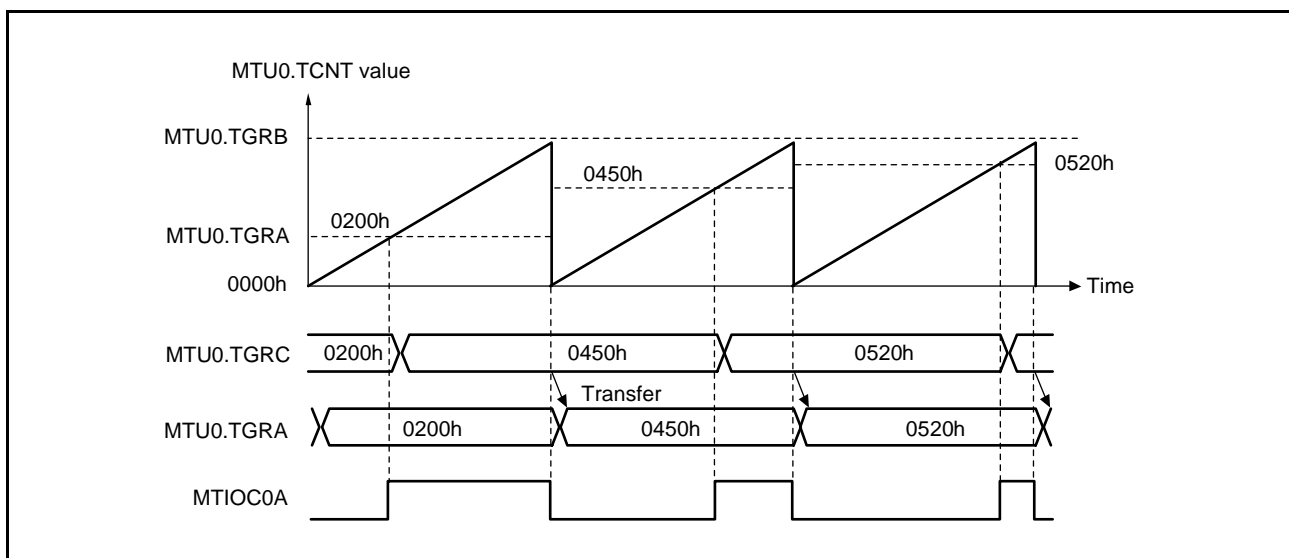 MTU0.TCNT value
MTU0.TGRB
0520h
0450h
0200h
MTU0.TGRA
0000h
Time
MTU0.TGRC 0200h 0450h 0520h
Transfer
MTU0.TGRA 0200h 0450h 0520h
MTIOC0A